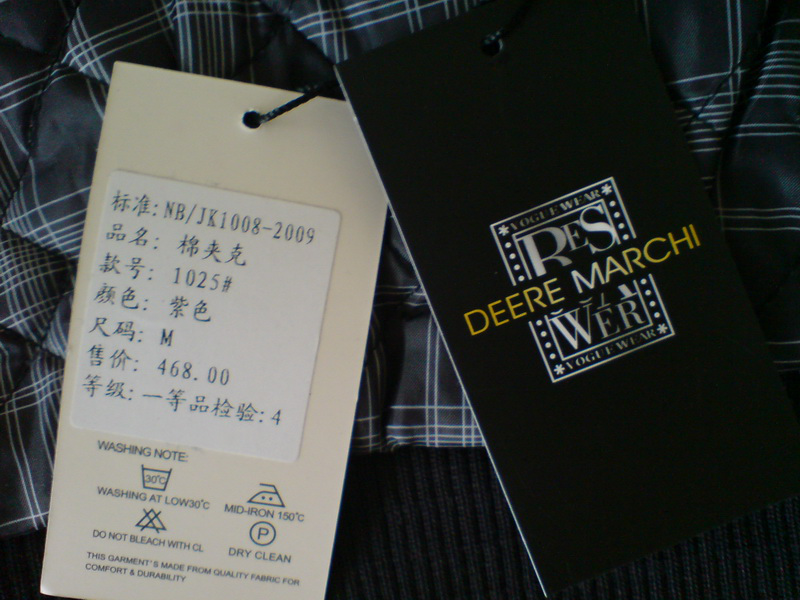 标准: NB/JK1008-2009
品名: 棉夹克
款号: 1025#
颜色: 紫色
尺码: M
售价: 468.00
等级: 一等品检验: 4
WASHING NOTE:
30℃
WASHING AT LOW30℃
MID-IRON 150℃
DO NOT BLEACH WITH CL
P
DRY CLEAN
THIS GARMENT'S MADE FROM QUALITY FABRIC FOR
COMFORT & DURABILITY
*VOGUE WEAR*
RES
DEERE MARCHI
WER
*VOGUE WEAR*